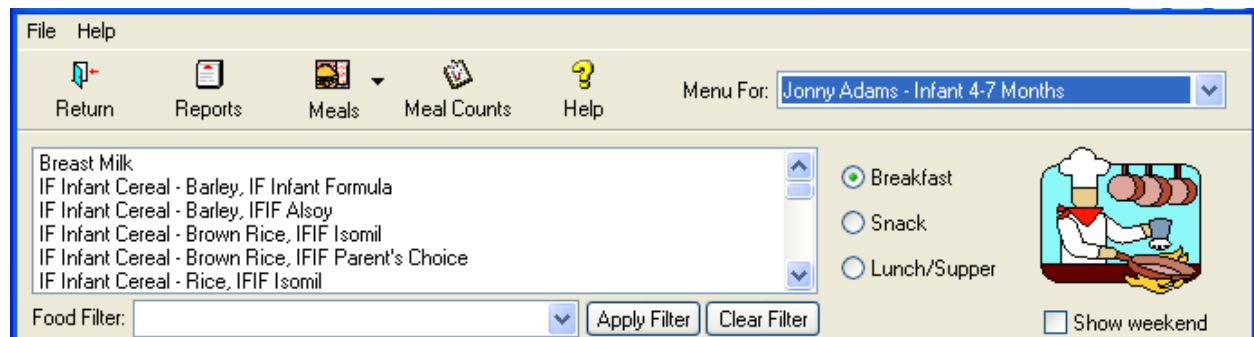 File Help
Return Reports Meals Meal Counts Help Menu For: Jonny Adams - Infant 4-7 Months
Breast Milk
IF Infant Cereal - Barley, IF Infant Formula
IF Infant Cereal - Barley, IFIF Alsoy
IF Infant Cereal - Brown Rice, IFIF Isomil
IF Infant Cereal - Brown Rice, IFIF Parent's Choice
IF Infant Cereal - Rice, IFIF Isomil
Breakfast
Snack
Lunch/Supper
Food Filter: Apply Filter Clear Filter Show weekend